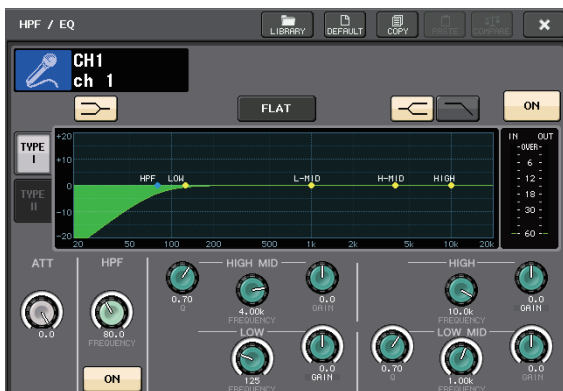 HPF / EQ
LIBRARY DEFAULT COPY PASTE COMPARE
CH1
ch 1
FLAT
ON
TYPE I
TYPE II
+20
+10
0
-10
-20
HPF LOW L-MID H-MID HIGH
20 50 100 200 500 1k 2k 5k 10k 20k
IN OUT
-OVER-
- 6 -
- 12 -
- 18 -
- 30 -
- 60 -
ATT
0.0
HPF
80.0
FREQUENCY
ON
HIGH MID
0.70
Q
4.00k
FREQUENCY
0.0
GAIN
HIGH
10.0k
FREQUENCY
0.0
GAIN
LOW
125
FREQUENCY
0.0
GAIN
LOW MID
0.70
Q
1.00k
FREQUENCY
0.0
GAIN